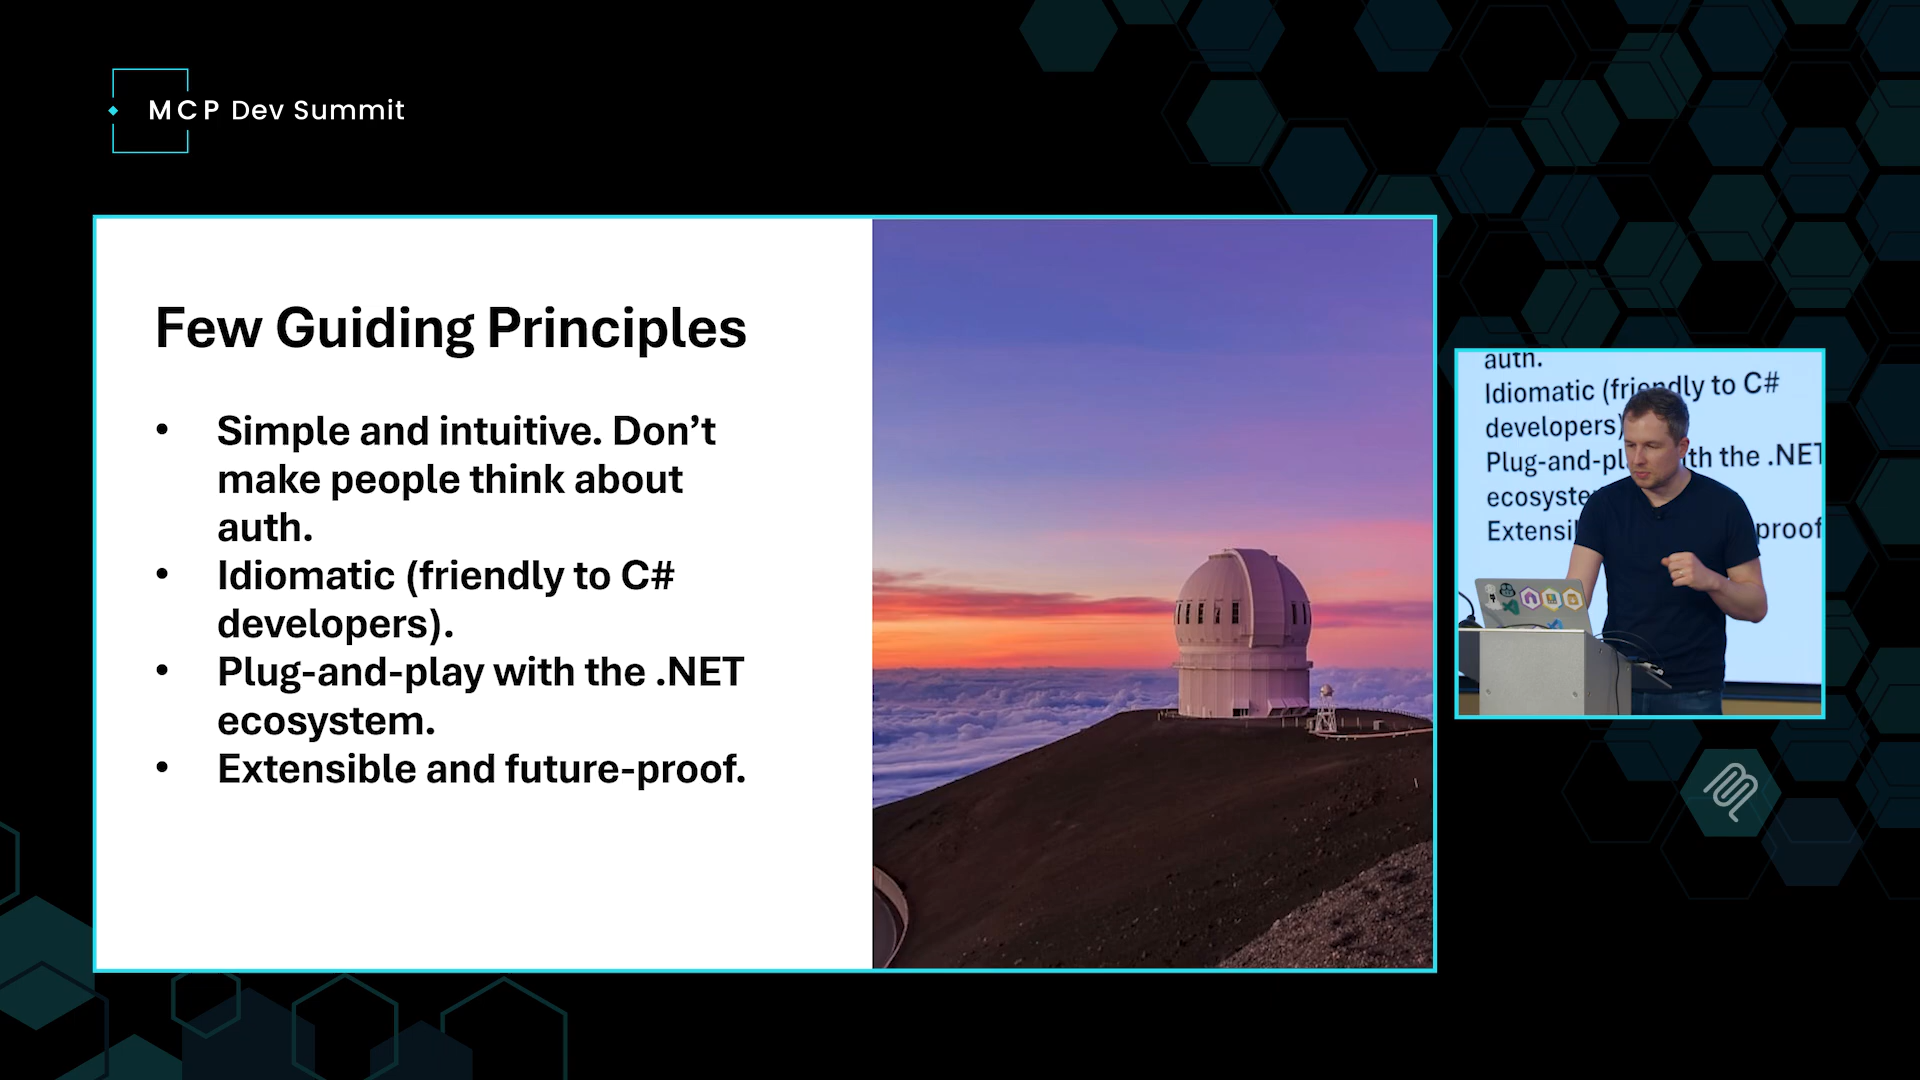 MCP Dev Summit
Few Guiding Principles
• Simple and intuitive. Don’t
make people think about
auth.
• Idiomatic (friendly to C#
developers).
• Plug-and-play with the .NET
ecosystem.
• Extensible and future-proof.
auth.
Idiomatic (friendly to C#
developers)
Plug-and-pl th the .NET
ecosyste
Extensi proof